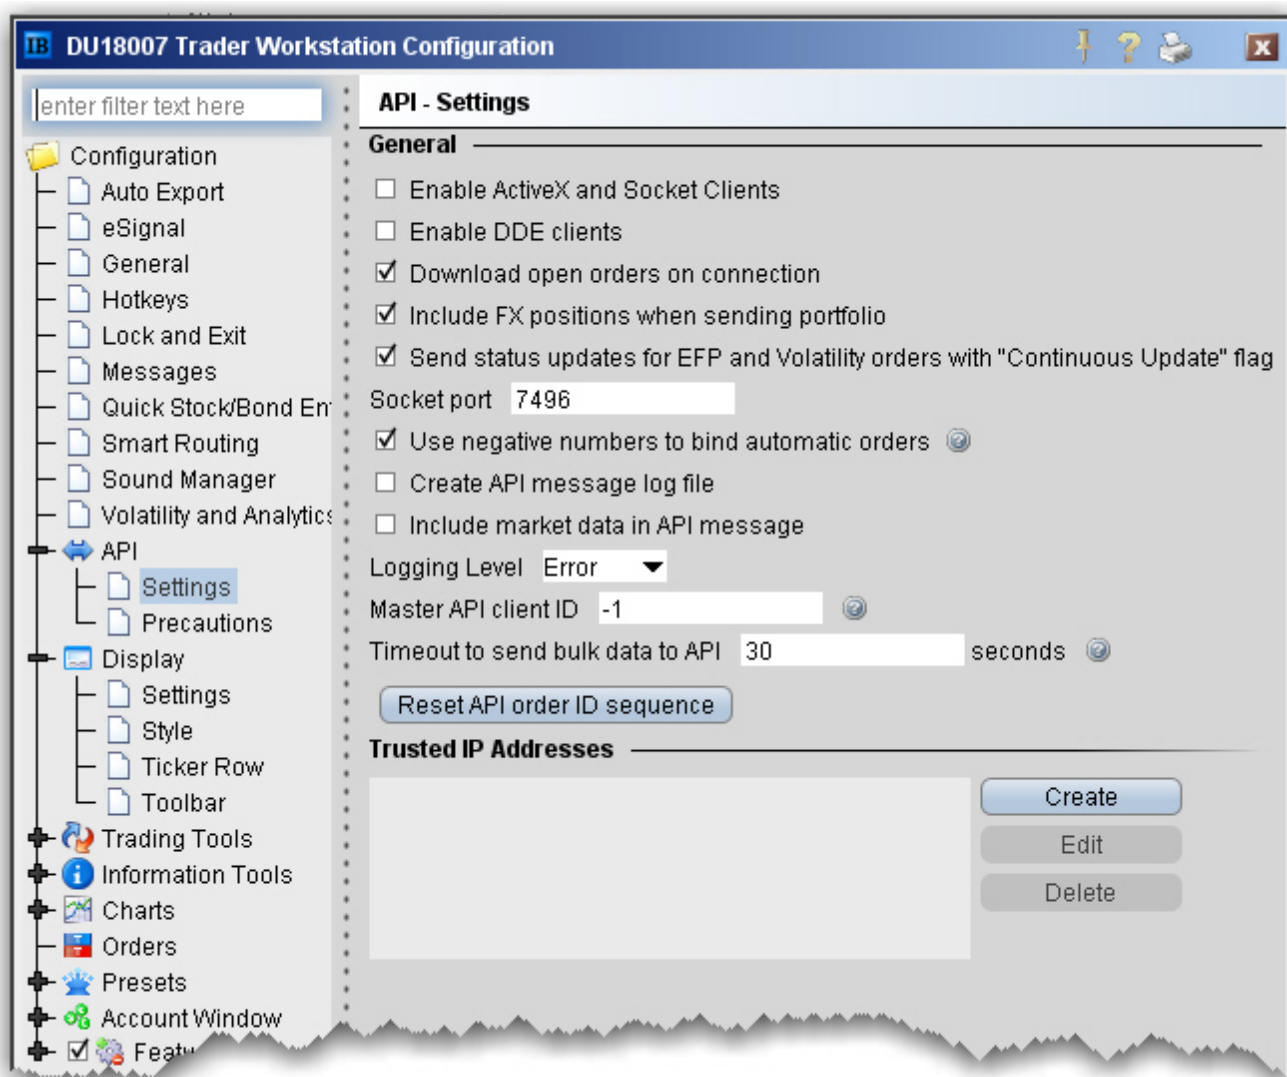 IB DU18007 Trader Workstation Configuration
enter filter text here
Configuration
Auto Export
eSignal
General
Hotkeys
Lock and Exit
Messages
Quick Stock/Bond
Smart Routing
Sound Manager
Volatility and Analytics
API
Settings
Precautions
Display
Settings
Style
Ticker Row
Toolbar
Trading Tools
Information Tools
Charts
Orders
Presets
Account Window
API - Settings
General
Enable ActiveX and Socket Clients
Enable DDE clients
Download open orders on connection
Include FX positions when sending portfolio
Send status updates for EFP and Volatility orders with "Continuous Update" flag
Socket port 7496
Use negative numbers to bind automatic orders
Create API message log file
Include market data in API message
Logging Level Error
Master API client ID -1
Timeout to send bulk data to API 30 seconds
Reset API order ID sequence
Trusted IP Addresses
Create
Edit
Delete